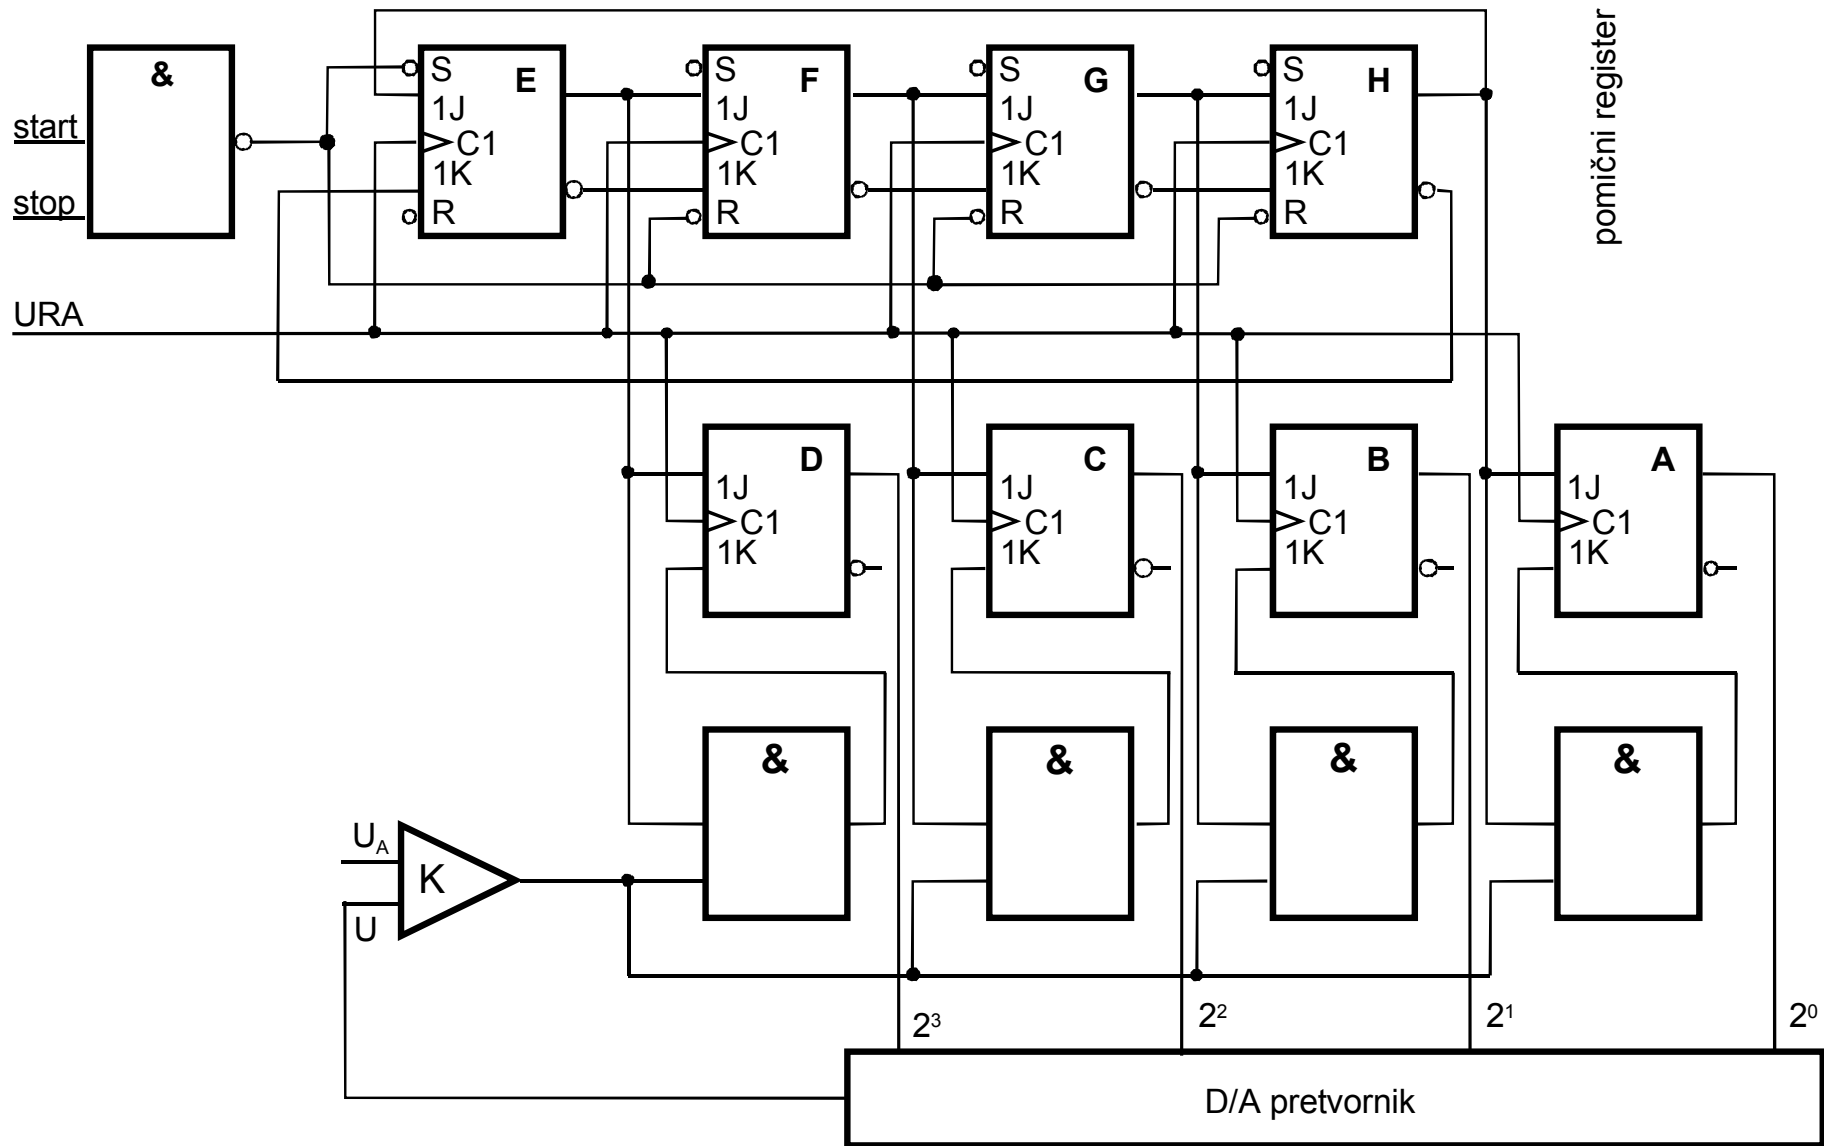 &
start
stop
S
1J
C1
1K
R
E
S
1J
C1
1K
R
F
S
1J
C1
1K
R
G
S
1J
C1
1K
R
H
pomični register
URA
1J
C1
1K
D
1J
C1
1K
C
1J
C1
1K
B
1J
C1
1K
A
&
&
&
&
U_A
K
U
2³
2²
2¹
2⁰
D/A pretvornik